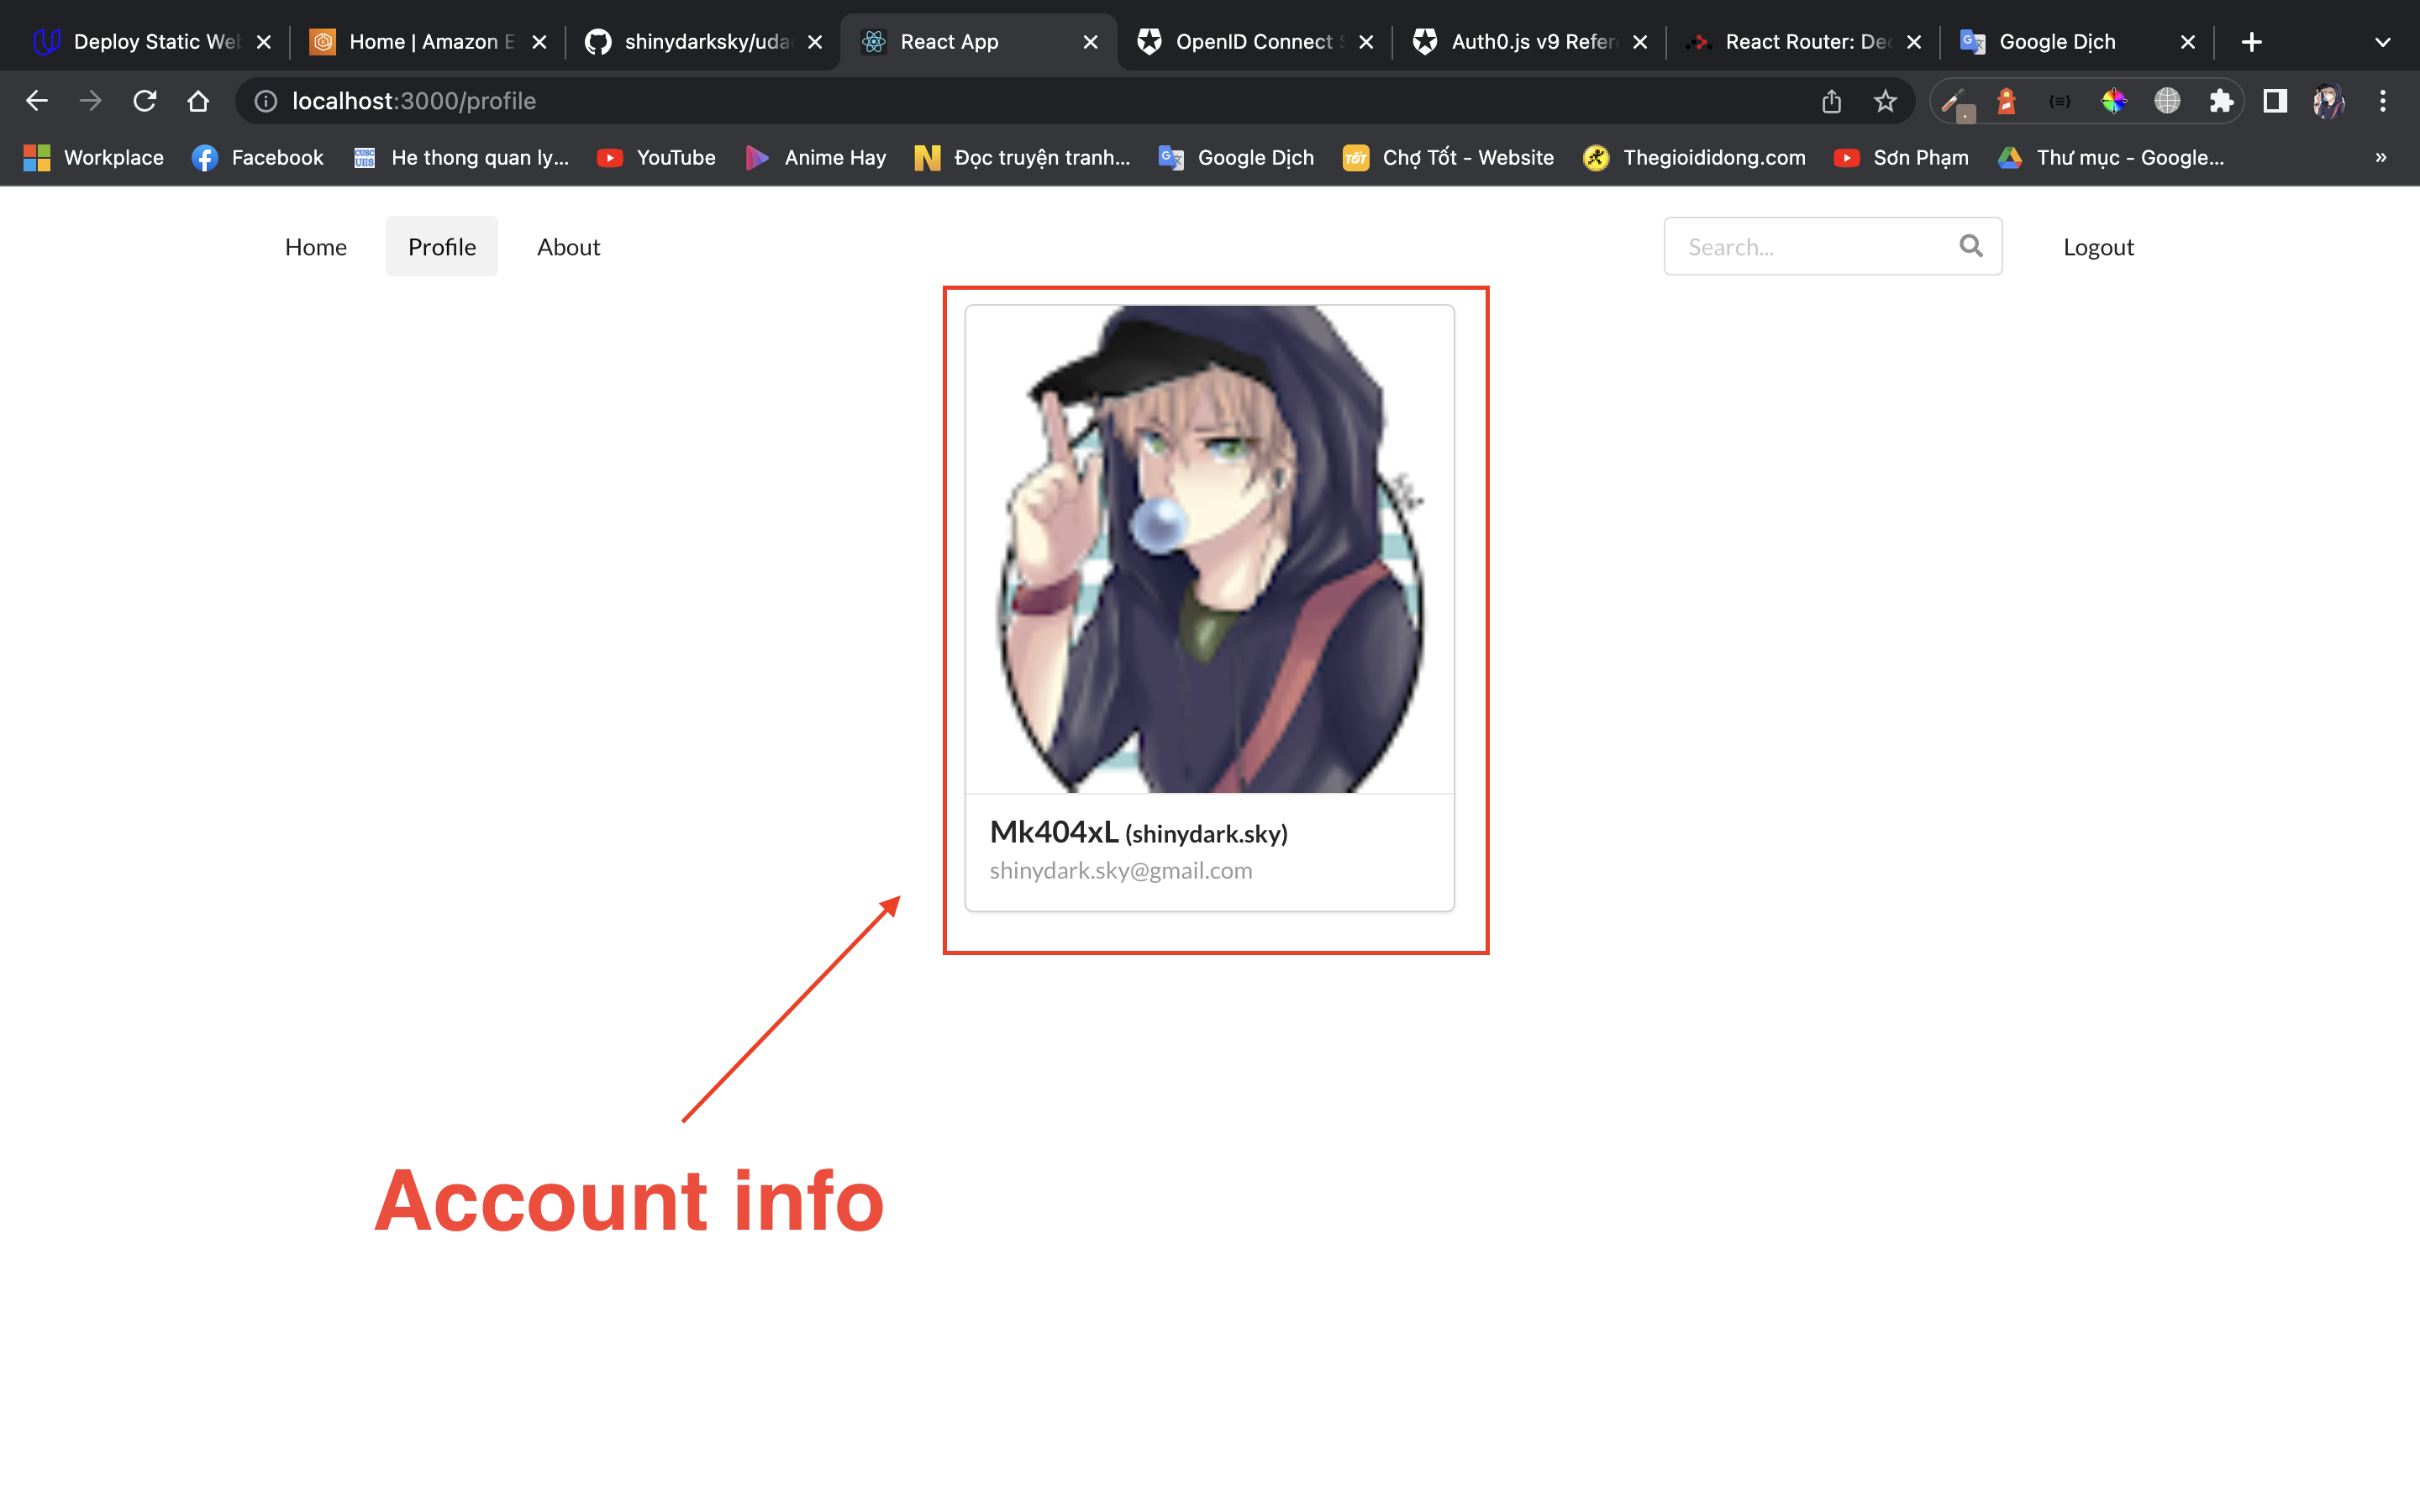 Deploy Static Web
Home | Amazon E
shinydarksky/uda
React App
OpenID Connect S
Auth0.js v9 Refer
React Router: Dec
Google Dịch
localhost:3000/profile
Workplace
Facebook
He thong quan ly...
YouTube
Anime Hay
Đọc truyện tranh...
Google Dịch
Chợ Tốt - Website
Thegioididong.com
Sơn Phạm
Thư mục - Google...
»
Home
Profile
About
Search...
Logout
Mk404xL (shinydark.sky)
shinydark.sky@gmail.com
Account info